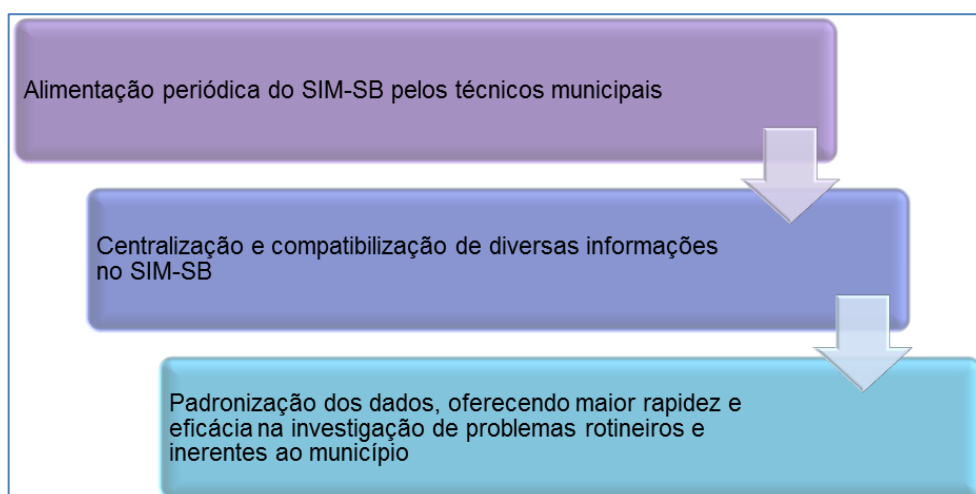 Alimentação periódica do SIM-SB pelos técnicos municipais
Centralização e compatibilização de diversas informações
no SIM-SB
Padronização dos dados, oferecendo maior rapidez e
eficácia na investigação de problemas rotineiros e
inerentes ao município